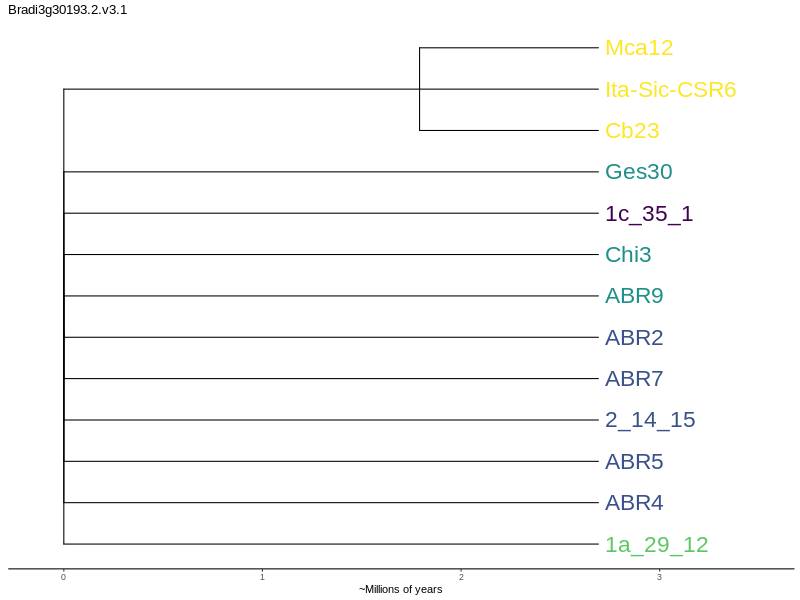 Bradi3g30193.2.v3.1
Mca12
Ita-Sic-CSR6
Cb23
Ges30
1c_35_1
Chi3
ABR9
ABR2
ABR7
2_14_15
ABR5
ABR4
1a_29_12
0 1 2 3
~Millions of years